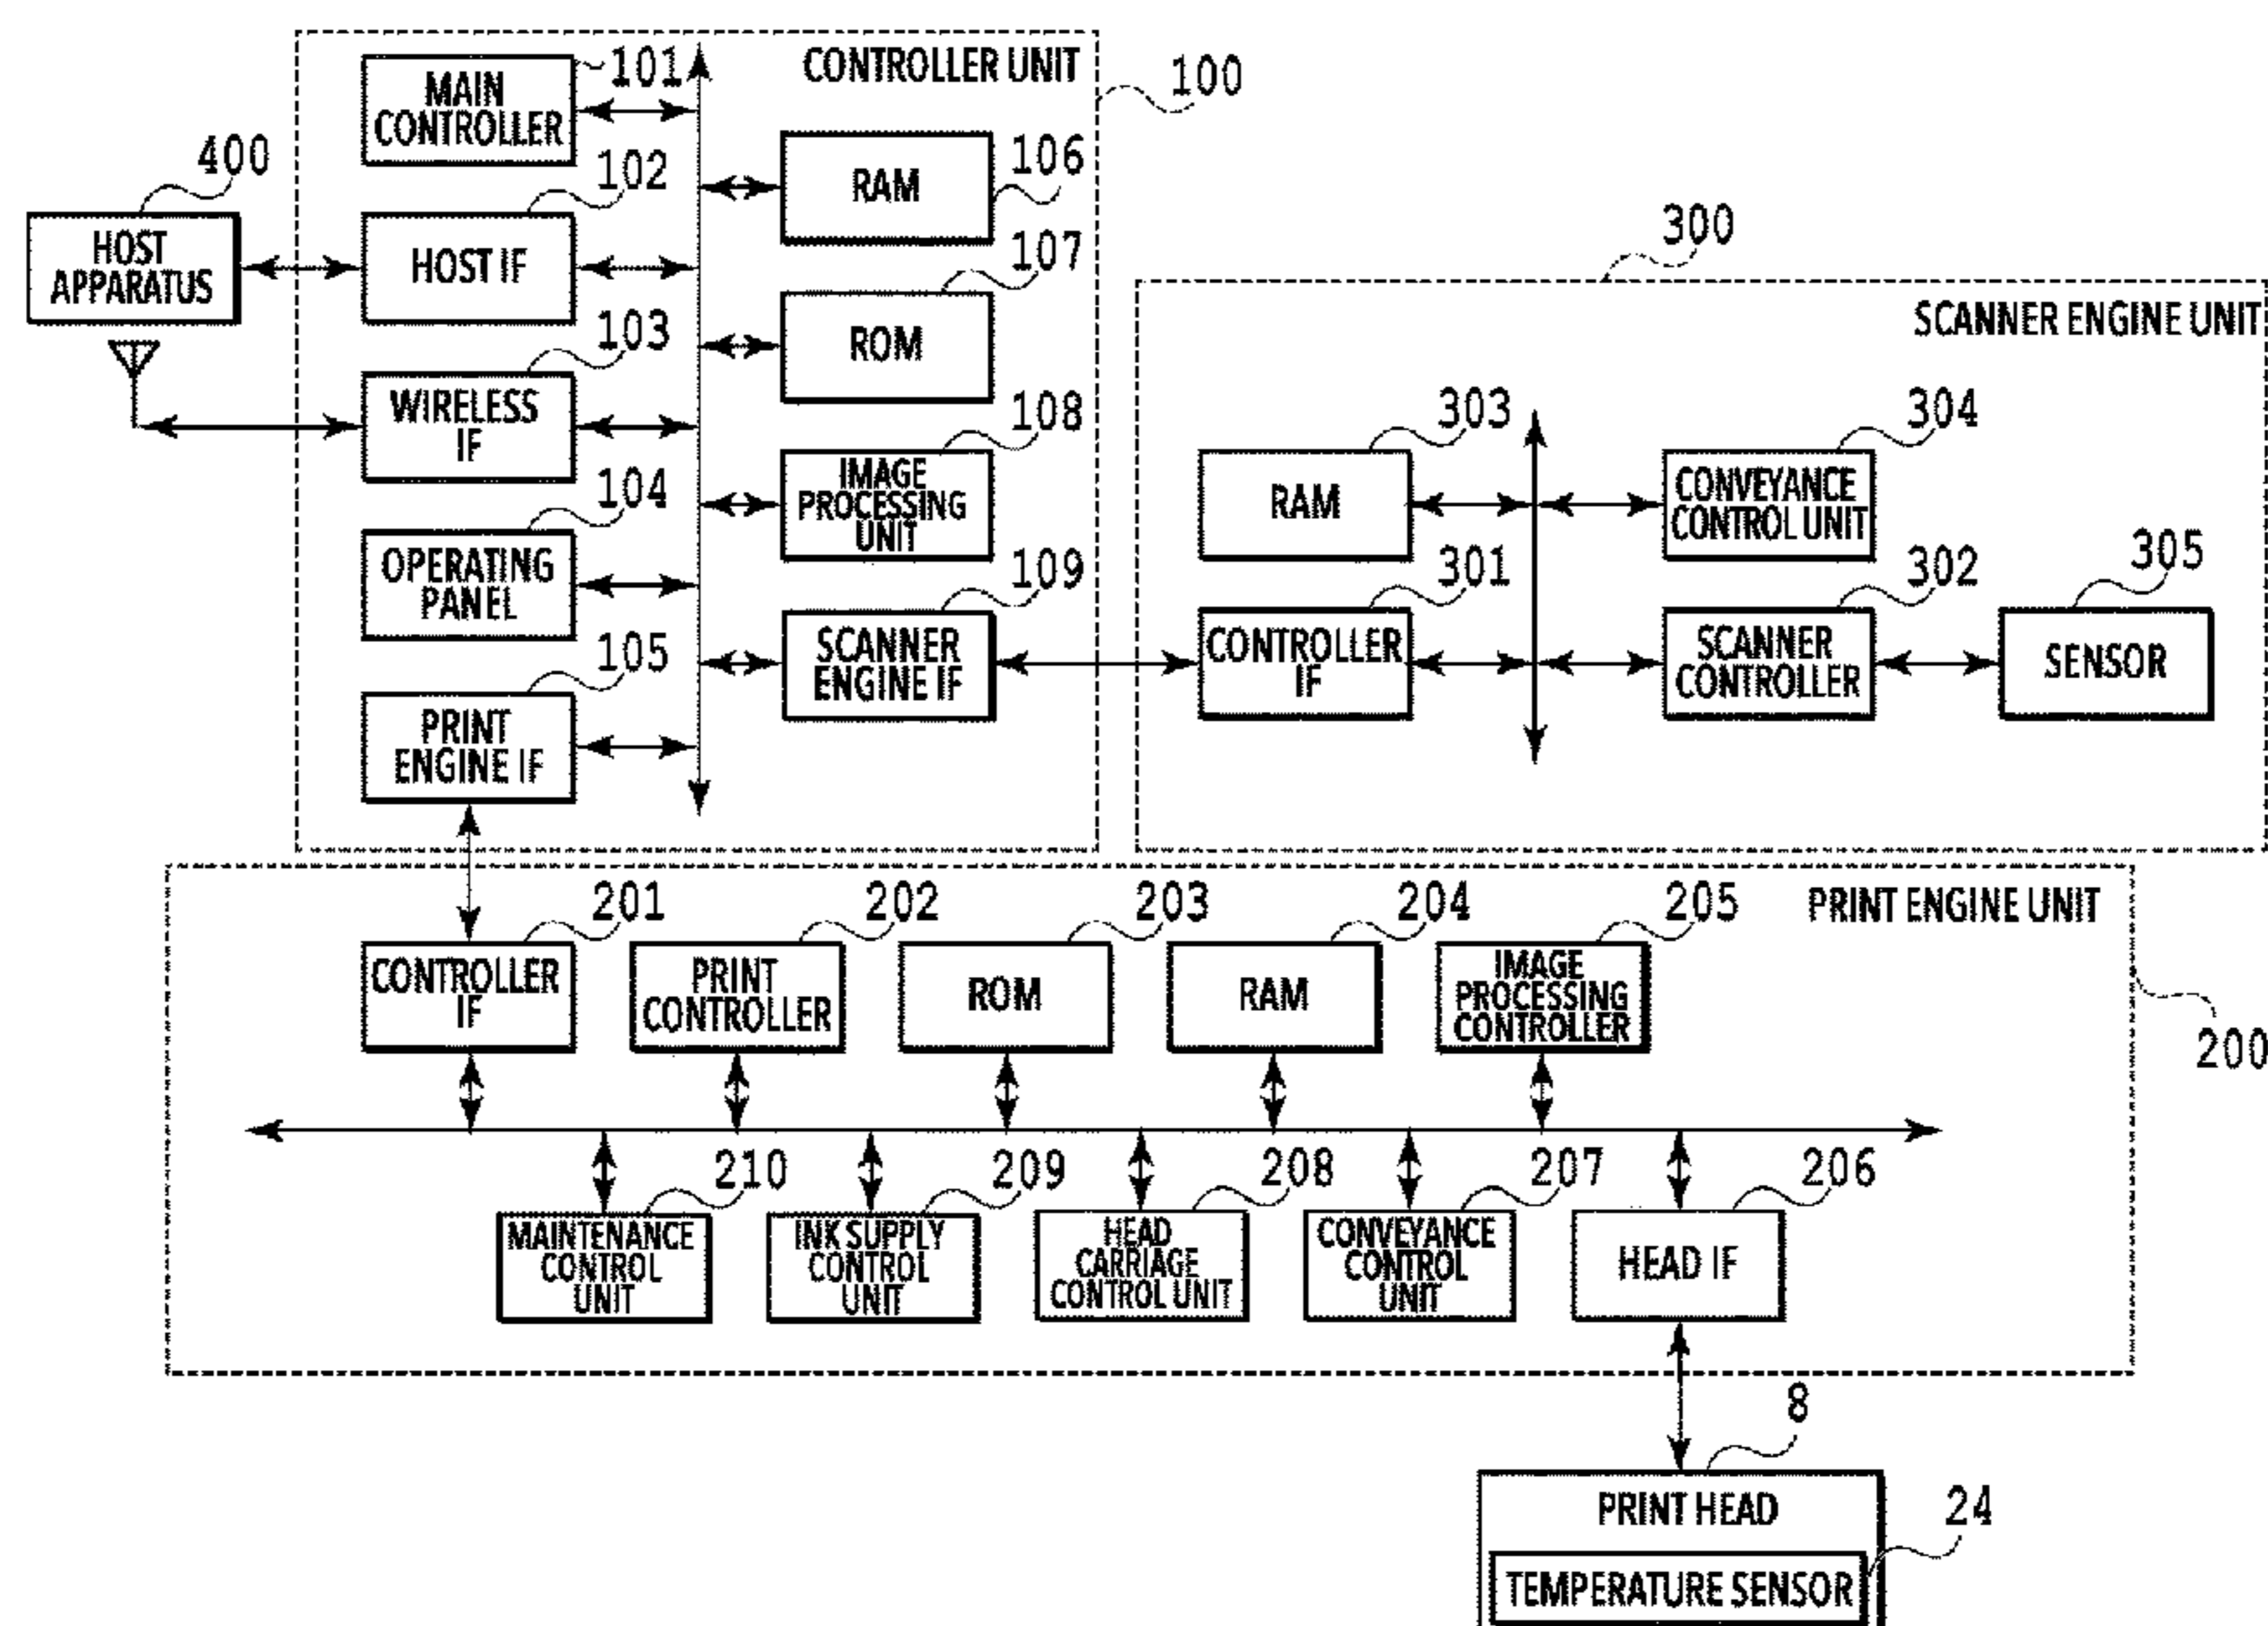 CONTROLLER UNIT
100
MAIN
CONTROLLER
101
400
HOST
APPARATUS
102
HOST IF
103
WIRELESS
IF
104
OPERATING
PANEL
105
PRINT
ENGINE IF
106
RAM
107
ROM
108
IMAGE
PROCESSING
UNIT
109
SCANNER
ENGINE IF
300
SCANNER ENGINE UNIT
303
RAM
304
CONVEYANCE
CONTROL UNIT
301
CONTROLLER
IF
302
SCANNER
CONTROLLER
305
SENSOR
PRINT ENGINE UNIT
200
201
CONTROLLER
IF
202
PRINT
CONTROLLER
203
ROM
204
RAM
205
IMAGE
PROCESSING
CONTROLLER
210
MAINTENANCE
CONTROL
UNIT
209
INK SUPPLY
CONTROL
UNIT
208
HEAD
CARRIAGE
CONTROL UNIT
207
CONVEYANCE
CONTROL
UNIT
206
HEAD IF
8
PRINT HEAD
24
TEMPERATURE SENSOR